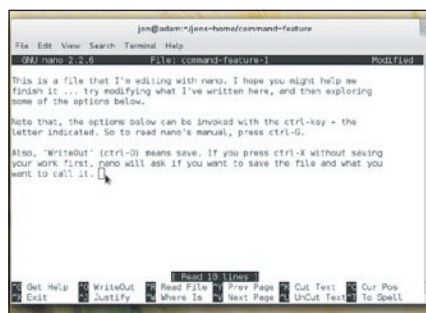 jon@adam:~/jons-home/command-feature
File Edit View Search Terminal Help
GNU nano 2.2.6 File: command-feature-1 Modified
This is a file that I'm editing with nano. I hope you might help me
finish it ... try modifying what I've written here, and then exploring
some of the options below.
Note that, the options below can be invoked with the ctrl-key + the
letter indicated. So to read nano's manual, press ctrl-G.
Also, 'WriteOut' (ctrl-O) means save. If you press ctrl-X without saving
your work first, nano will ask if you want to save the file and what you
want to call it.
[ Read 10 lines ]
^G Get Help ^O WriteOut ^R Read File ^Y Prev Page ^K Cut Text ^C Cur Pos
^X Exit ^J Justify ^W Where Is ^V Next Page ^U UnCut Text ^T To Spell